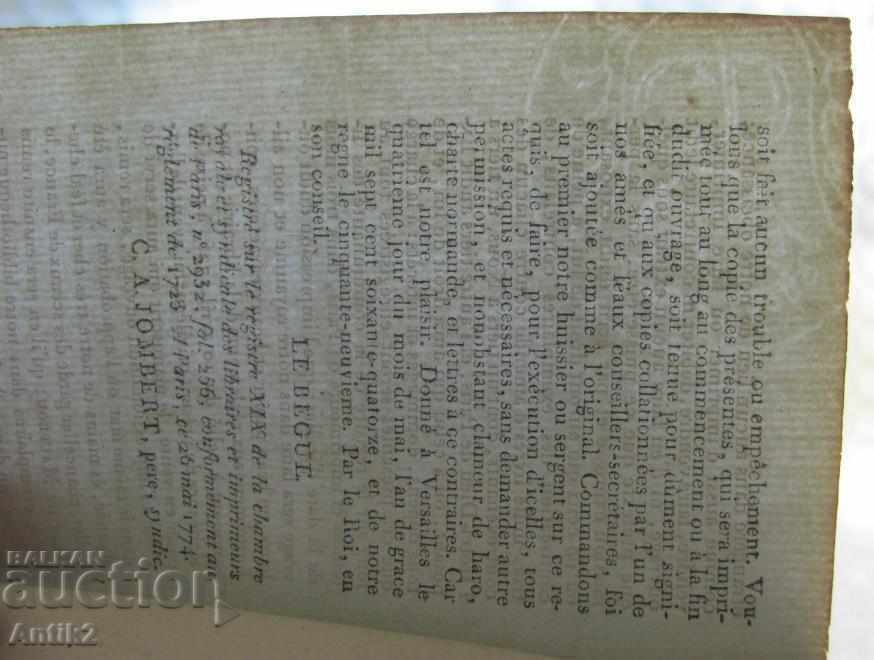 soit fait aucun trouble ou empêchement. Vou-
lons que la copie des présentes, qui sera impri-
mée tout au long au commencement ou à la fin
dudit ouvrage, soit tenue pour dûment signi-
fiée, et qu'aux copies collationnées par l'un de
nos amés et féaux conseillers-secrétaires, foi
soit ajoutée comme à l'original. Commandons
au premier notre huissier ou sergent sur ce re-
quis, de faire, pour l'exécution d'icelles, tous
actes requis et nécessaires, sans demander autre
permission, et nonobstant clameur de haro,
charte normande, et lettres à ce contraires. Car
tel est notre plaisir. Donné à Versailles le
quatrieme jour du mois de mai, l'an de grace
mil sept cent soixante-quatorze, et de notre
regne le cinquante-neuvieme. Par le Roi, en
son conseil.
LE BEGUE.
Registré sur le registre XIX de la chambre
royale et syndicale des libraires et imprimeurs
de Paris, n° 2932, fol. 256, conformément au
règlement de 1723. A Paris, ce 26 mai 1774.
C. A. JOMBERT, pere, syndic.
BALKAN
auction
Antik2